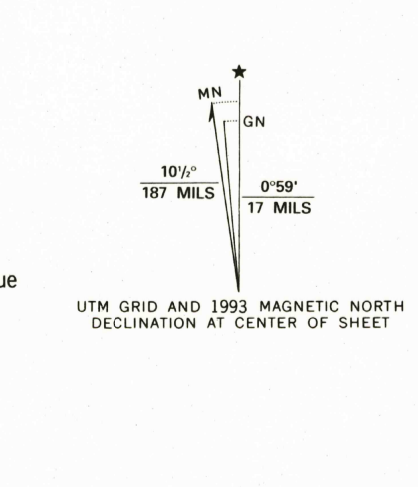 MN
GN
10½°
187 MILS
0°59'
17 MILS
ue
UTM GRID AND 1993 MAGNETIC NORTH
DECLINATION AT CENTER OF SHEET